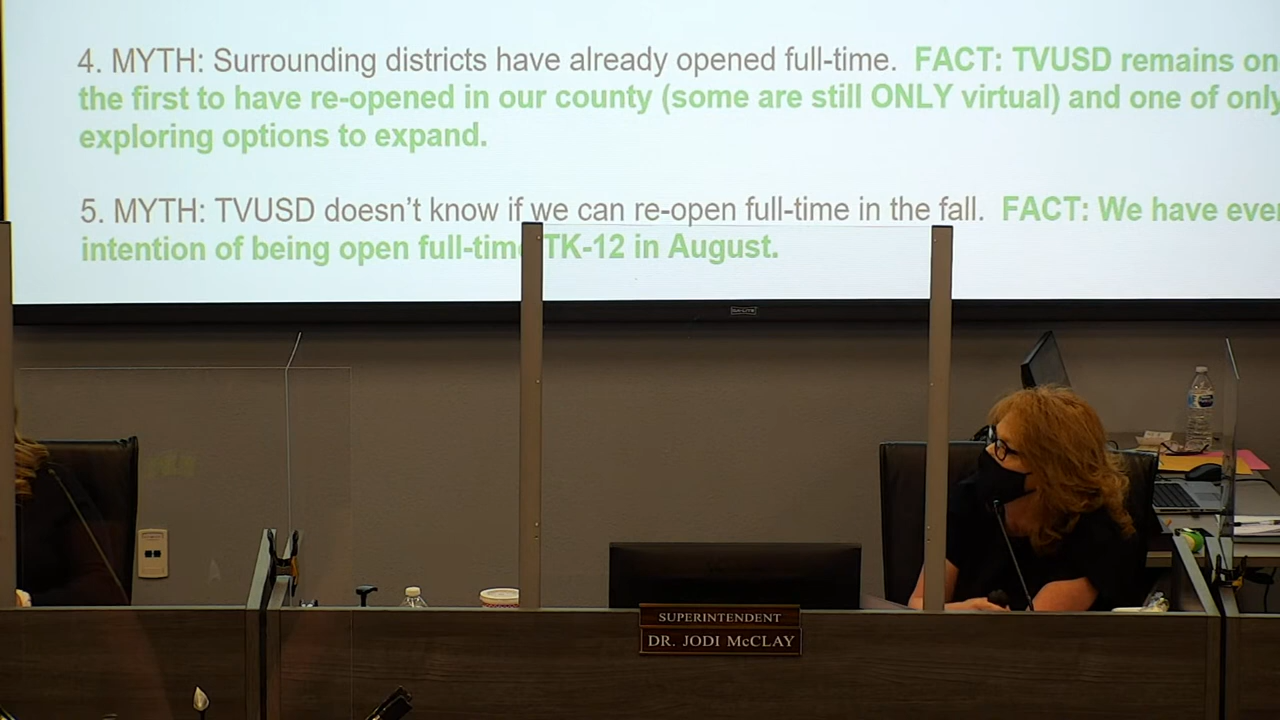 4. MYTH: Surrounding districts have already opened full-time. FACT: TVUSD remains on
the first to have re-opened in our county (some are still ONLY virtual) and one of only
exploring options to expand.
5. MYTH: TVUSD doesn't know if we can re-open full-time in the fall. FACT: We have ever
intention of being open full-time TK-12 in August.
DA-LITE
SUPERINTENDENT
DR. JODI McCLAY